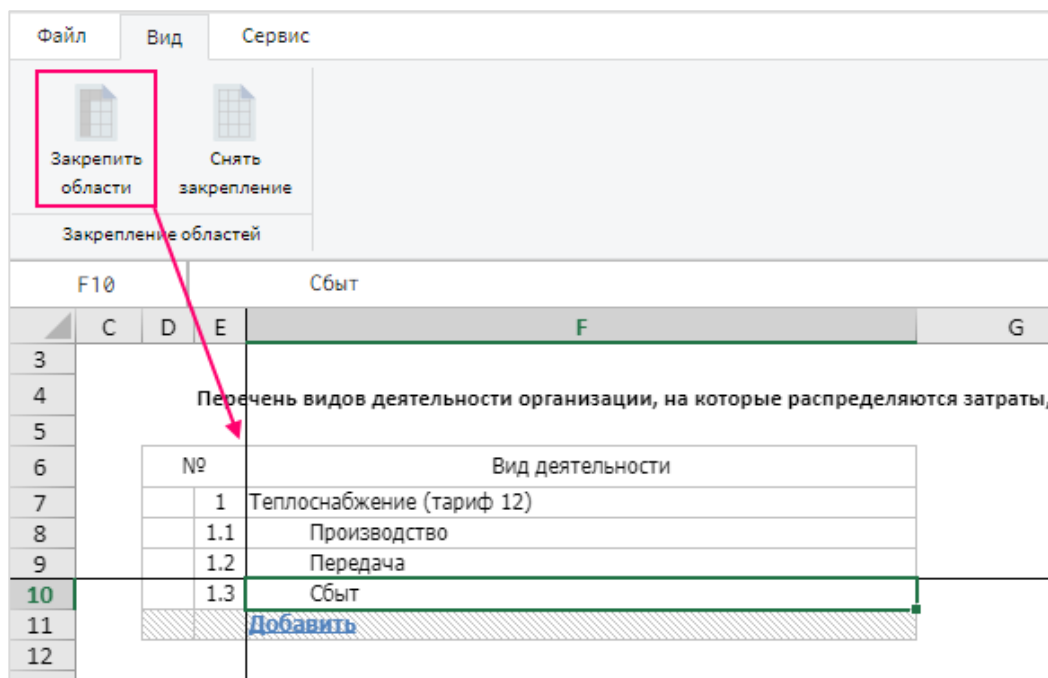 Файл Вид Сервис
Закрепить области Снять закрепление
Закрепление областей
F10 Сбыт
C D E F G
3
4 Перечень видов деятельности организации, на которые распределяются затраты,
5
6 № Вид деятельности
7 1 Теплоснабжение (тариф 12)
8 1.1 Производство
9 1.2 Передача
10 1.3 Сбыт
11 Добавить
12